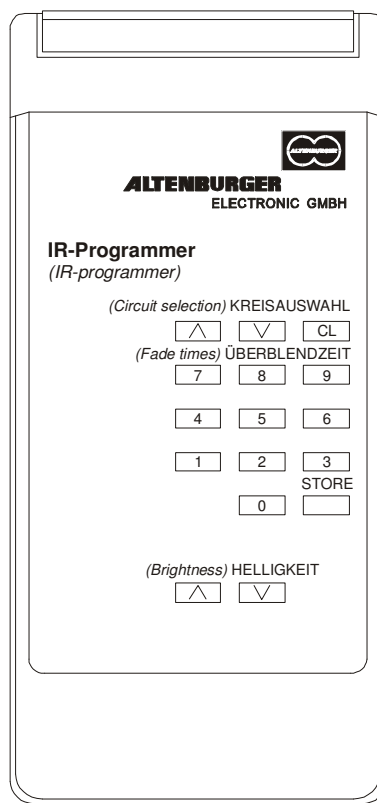 ALTENBURGER
ALTENBURGER
ELECTRONIC GMBH
IR-Programmer
(IR-programmer)
(Circuit selection) KREISAUSWAHL
CL
(Fade times) ÜBERBLENDZEIT
7 8 9
4 5 6
1 2 3
STORE
0
(Brightness) HELLIGKEIT